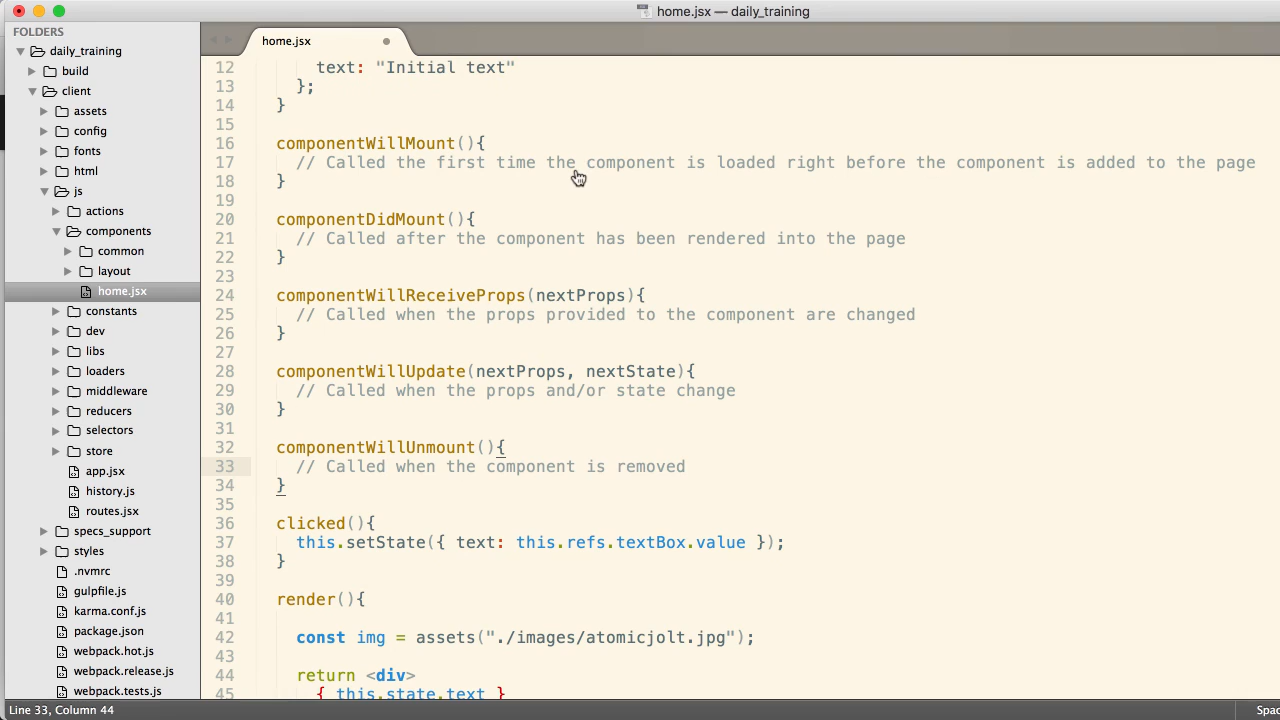 home.jsx — daily_training
FOLDERS
daily_training
build
client
assets
config
fonts
html
js
actions
components
common
layout
home.jsx
constants
dev
libs
loaders
middleware
reducers
selectors
store
app.jsx
history.js
routes.jsx
specs_support
styles
.nvmrc
gulpfile.js
karma.conf.js
package.json
webpack.hot.js
webpack.release.js
webpack.tests.js
home.jsx
12 text: "Initial text"
13 };
14 }
15
16 componentWillMount(){
17 // Called the first time the component is loaded right before the component is added to the page
18 }
19
20 componentDidMount(){
21 // Called after the component has been rendered into the page
22 }
23
24 componentWillReceiveProps(nextProps){
25 // Called when the props provided to the component are changed
26 }
27
28 componentWillUpdate(nextProps, nextState){
29 // Called when the props and/or state change
30 }
31
32 componentWillUnmount(){
33 // Called when the component is removed
34 }
35
36 clicked(){
37 this.setState({ text: this.refs.textBox.value });
38 }
39
40 render(){
41
42 const img = assets("./images/atomicjolt.jpg");
43
44 return <div>
45 { this.state.text }
Line 33, Column 44
Spac